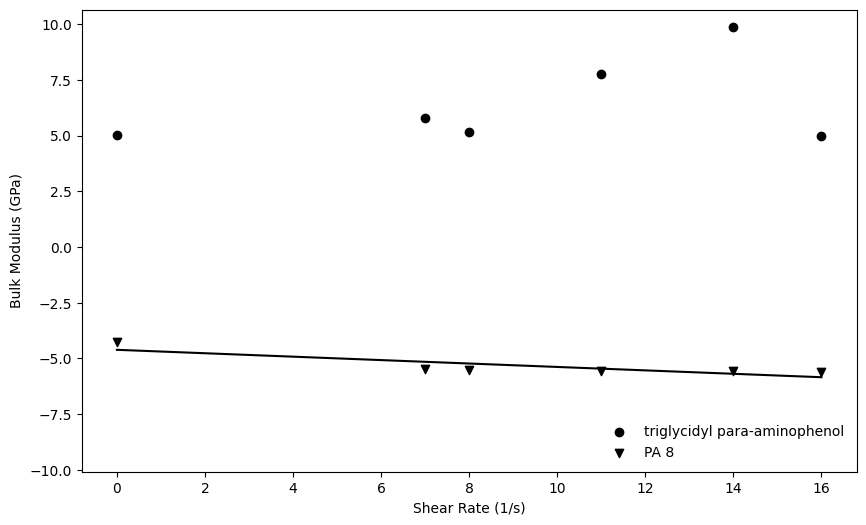 10.0
7.5
5.0
2.5
0.0
−2.5
−5.0
−7.5
−10.0
Bulk Modulus (GPa)
triglycidyl para-aminophenol
PA 8
0 2 4 6 8 10 12 14 16
Shear Rate (1/s)